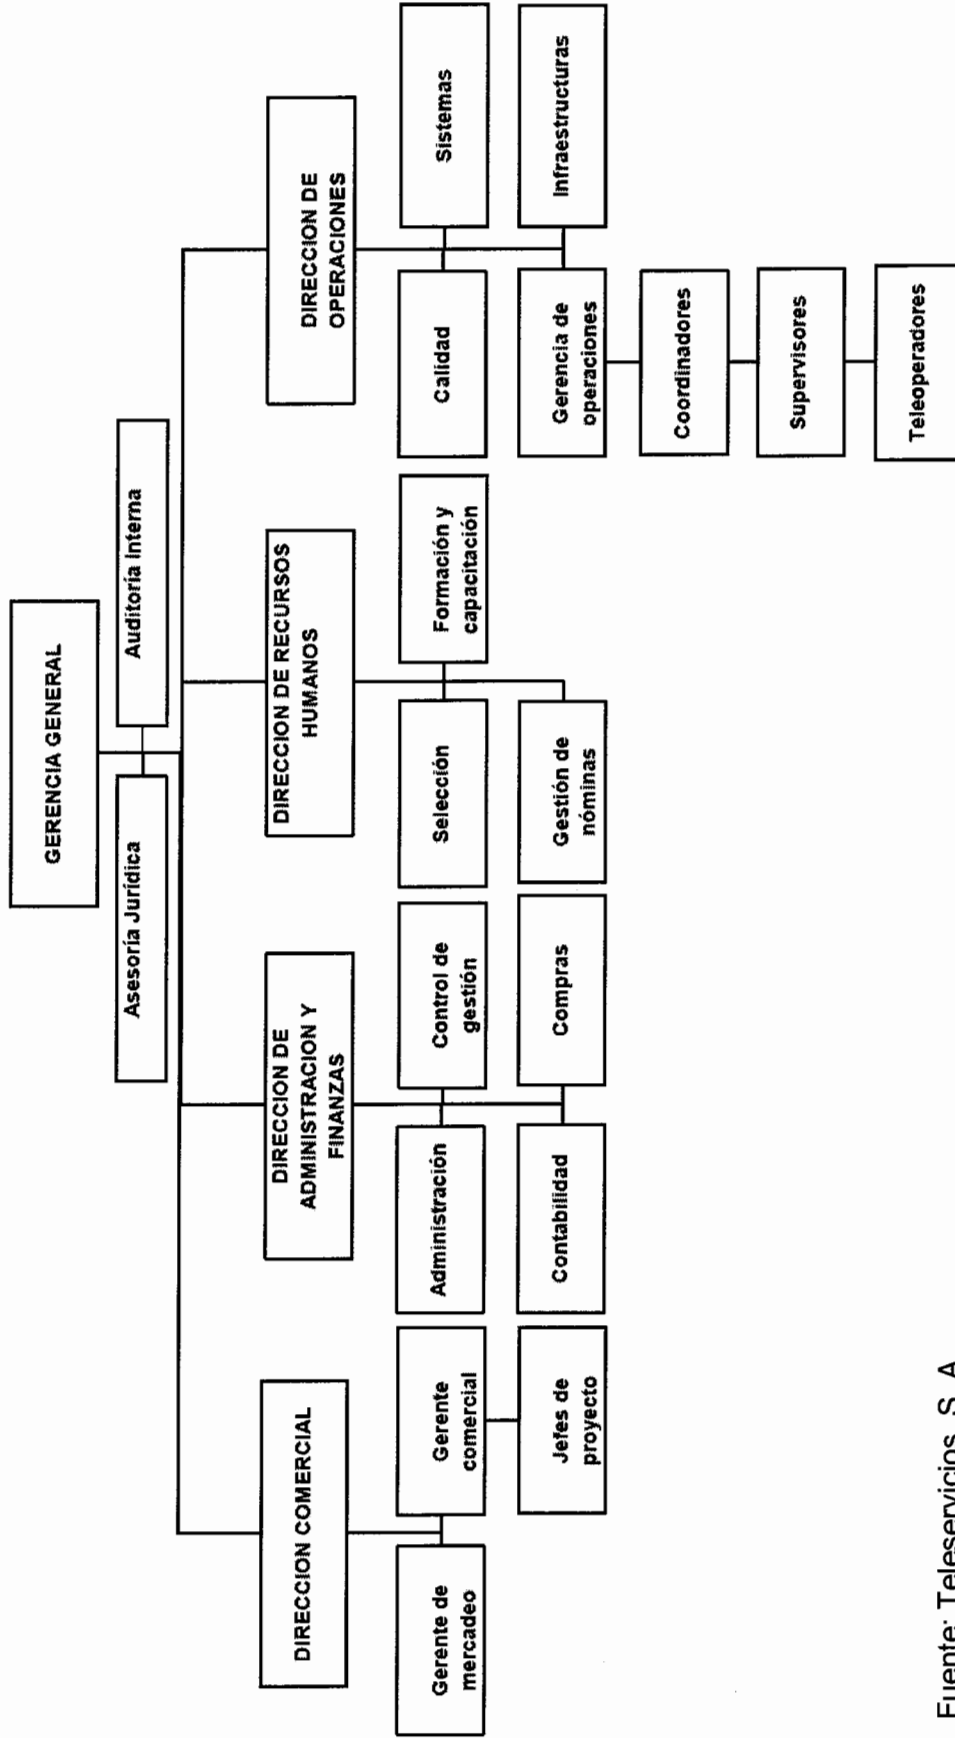 GERENCIA GENERAL
Asesoría Jurídica
Auditoría Interna
DIRECCION COMERCIAL
DIRECCION DE
ADMINISTRACION Y
FINANZAS
DIRECCION DE RECURSOS
HUMANOS
DIRECCION DE
OPERACIONES
Gerente de
mercadeo
Gerente
comercial
Administración
Control de
gestión
Selección
Formación y
capacitación
Calidad
Sistemas
Jefes de
proyecto
Contabilidad
Compras
Gestión de
nóminas
Gerencia de
operaciones
Infraestructuras
Coordinadores
Supervisores
Teleoperadores
Fuente: Teleservicios, S. A.